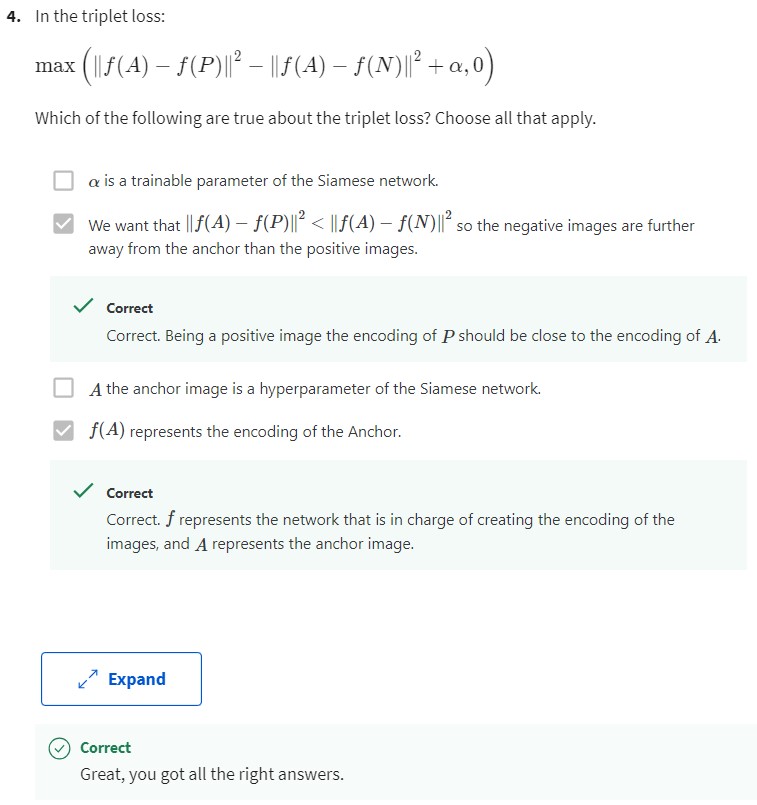 4. In the triplet loss:
max (‖f(A) − f(P)‖² − ‖f(A) − f(N)‖² + α, 0)
Which of the following are true about the triplet loss? Choose all that apply.
α is a trainable parameter of the Siamese network.
We want that ‖f(A) − f(P)‖² < ‖f(A) − f(N)‖² so the negative images are further
away from the anchor than the positive images.
Correct
Correct. Being a positive image the encoding of P should be close to the encoding of A.
A the anchor image is a hyperparameter of the Siamese network.
f(A) represents the encoding of the Anchor.
Correct
Correct. f represents the network that is in charge of creating the encoding of the
images, and A represents the anchor image.
Expand
Correct
Great, you got all the right answers.